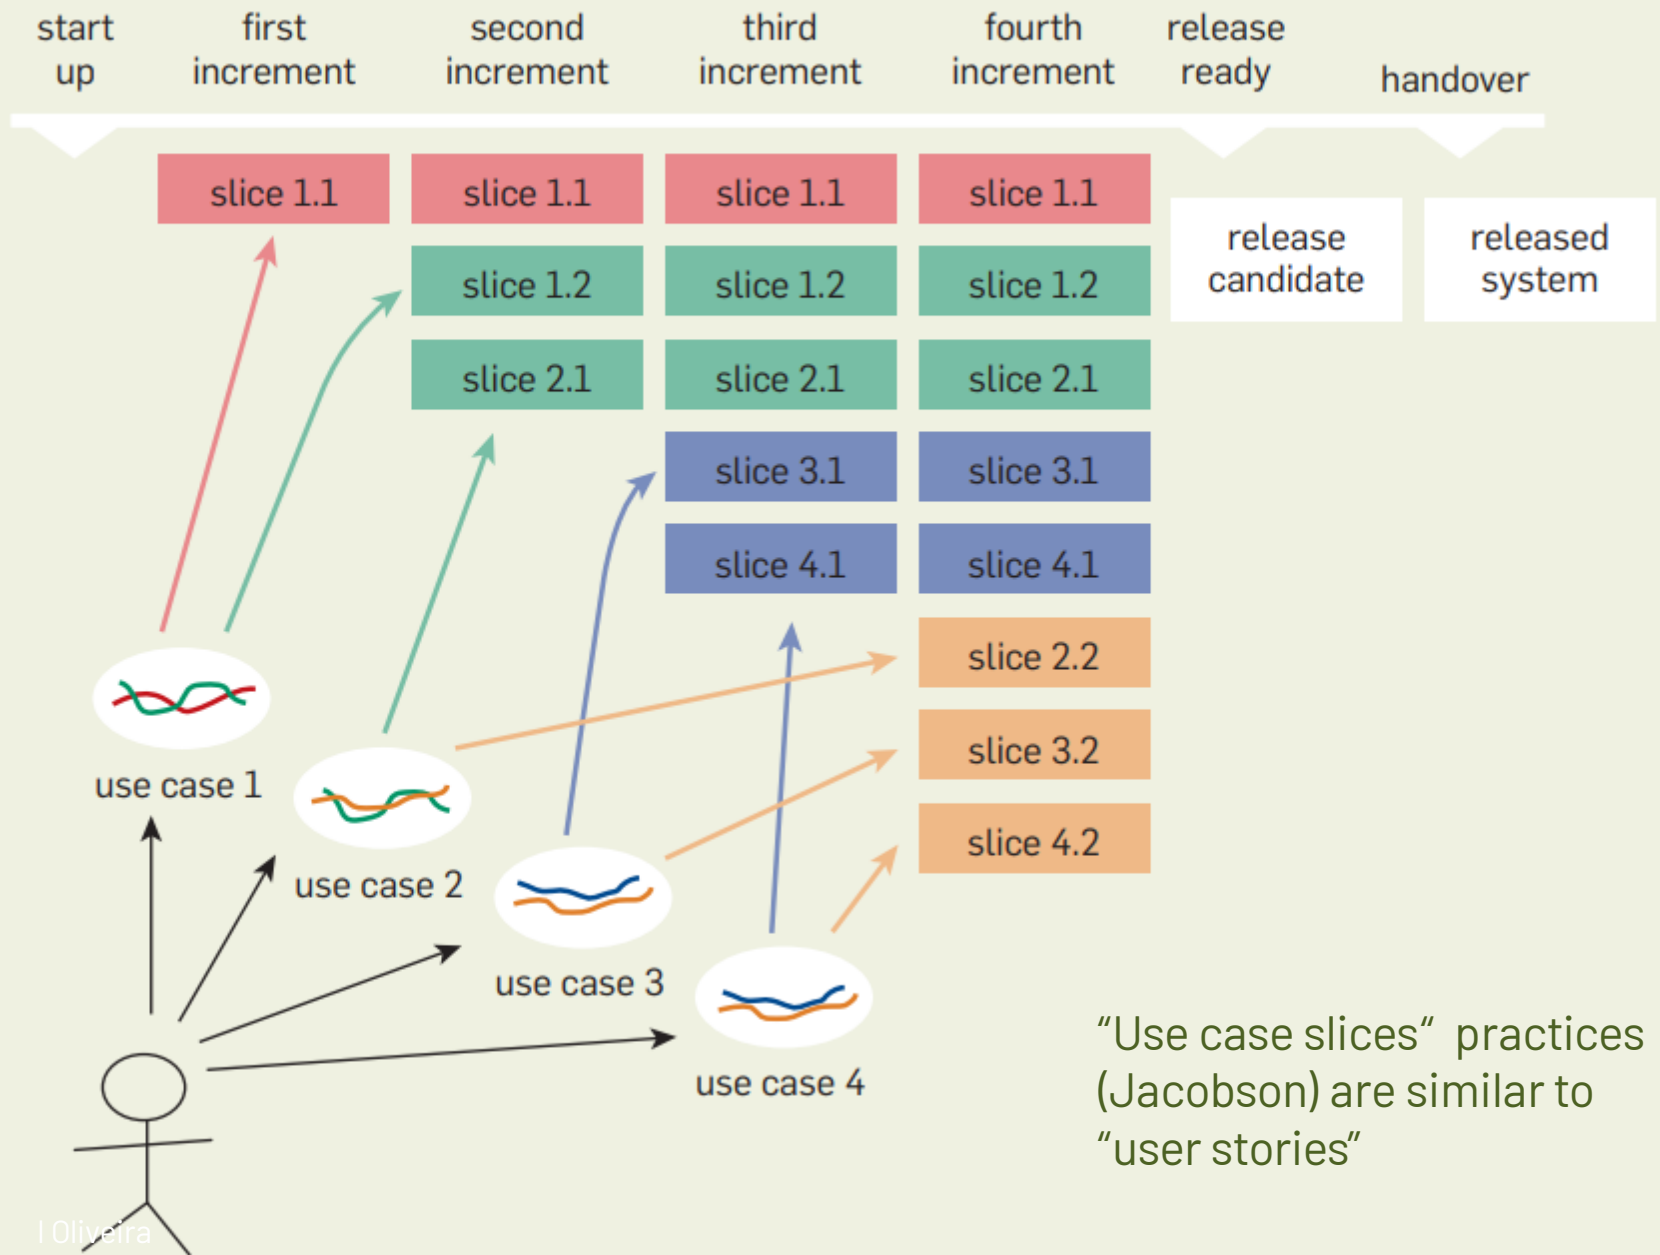 start
up
first
increment
second
increment
third
increment
fourth
increment
release
ready
handover
slice 1.1
slice 1.1
slice 1.1
slice 1.1
release
candidate
released
system
slice 1.2
slice 1.2
slice 1.2
slice 2.1
slice 2.1
slice 2.1
slice 3.1
slice 3.1
slice 4.1
slice 4.1
slice 2.2
slice 3.2
slice 4.2
use case 1
use case 2
use case 3
use case 4
“Use case slices“ practices
(Jacobson) are similar to
“user stories”
I Oliveira